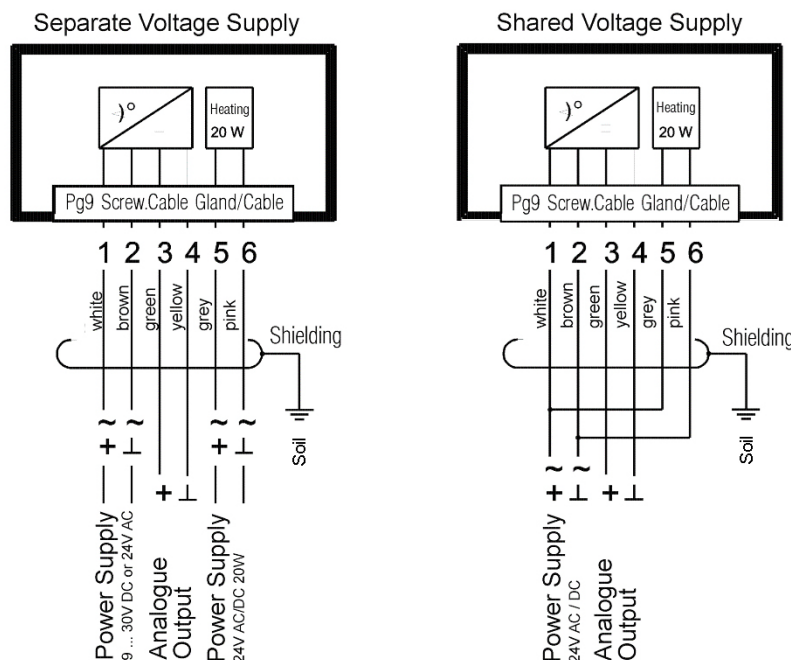 Separate Voltage Supply
)°
Heating
20 W
Pg9 Screw.Cable Gland/Cable
1 2 3 4 5 6
white
brown
green
yellow
grey
pink
Shielding
~ ~ ~ ~
+ ⊥ + ⊥
Soil
+ ⊥
Power Supply
9 ... 30V DC or 24V AC
Analogue
Output
Power Supply
24V AC/DC 20W
Shared Voltage Supply
)°
=
Heating
20 W
Pg9 Screw.Cable Gland/Cable
1 2 3 4 5 6
white
brown
green
yellow
grey
pink
Shielding
Soil
~ ~
+ ⊥ + ⊥
Power Supply
24V AC / DC
Analogue
Output